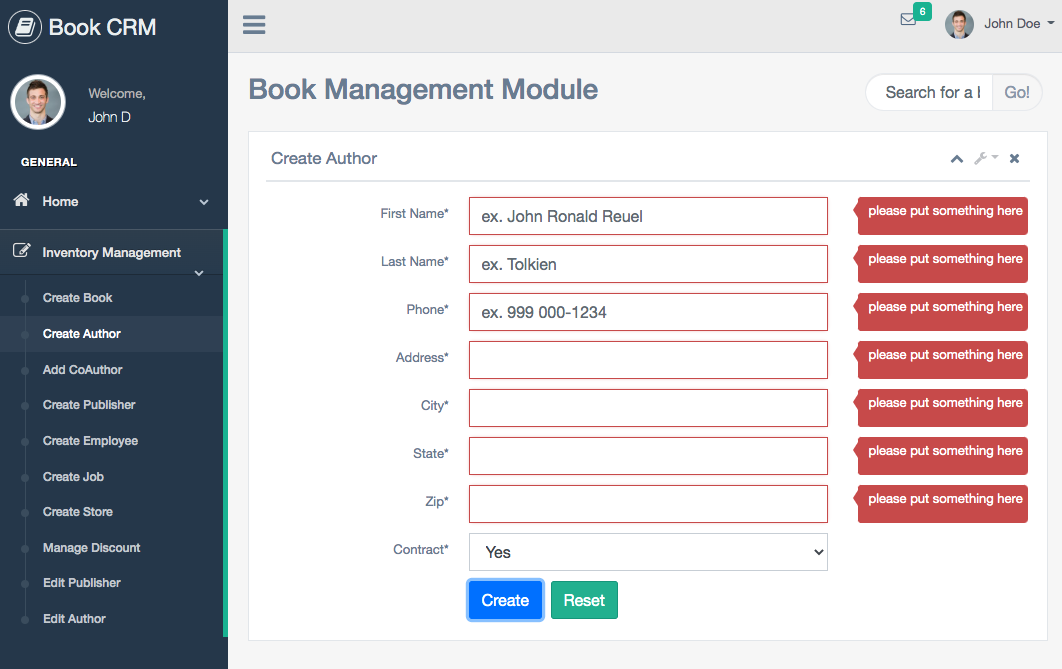 Book CRM
6
John Doe
Welcome,
John D
GENERAL
Home
Inventory Management
Create Book
Create Author
Add CoAuthor
Create Publisher
Create Employee
Create Job
Create Store
Manage Discount
Edit Publisher
Edit Author
Book Management Module
Search for a
Go!
Create Author
First Name* ex. John Ronald Reuel please put something here
Last Name* ex. Tolkien please put something here
Phone* ex. 999 000-1234 please put something here
Address* please put something here
City* please put something here
State* please put something here
Zip* please put something here
Contract* Yes
Create Reset